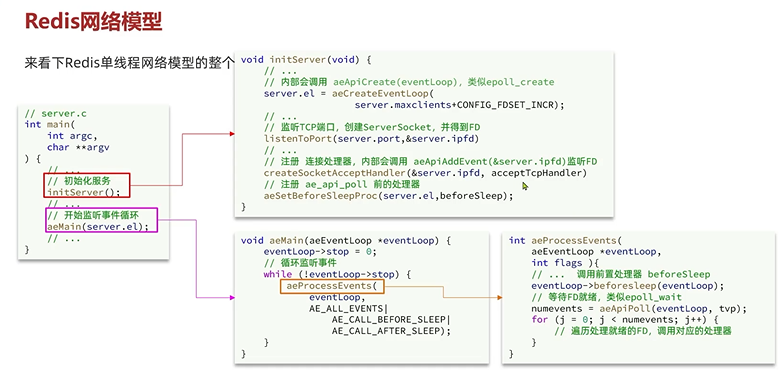 Redis网络模型
来看下Redis单线程网络模型的整个
// server.c
int main(
int argc,
char **argv
) {
// ...
// 初始化服务
initServer();
// ...
// 开始监听事件循环
aeMain(server.el);
// ...
}
void initServer(void) {
// ...
// 内部会调用 aeApiCreate(eventLoop)，类似epoll_create
server.el = aeCreateEventLoop(
server.maxclients+CONFIG_FDSET_INCR);
// ...
// 监听TCP端口，创建ServerSocket，并得到FD
listenToPort(server.port,&server.ipfd)
// ...
// 注册 连接处理器，内部会调用 aeApiAddEvent(&server.ipfd)监听FD
createSocketAcceptHandler(&server.ipfd, acceptTcpHandler)
// 注册 ae_api_poll 前的处理器
aeSetBeforeSleepProc(server.el,beforeSleep);
}
void aeMain(aeEventLoop *eventLoop) {
eventLoop->stop = 0;
// 循环监听事件
while (!eventLoop->stop) {
aeProcessEvents(
eventLoop,
AE_ALL_EVENTS|
AE_CALL_BEFORE_SLEEP|
AE_CALL_AFTER_SLEEP);
}
}
int aeProcessEvents(
aeEventLoop *eventLoop,
int flags ){
// ... 调用前置处理器 beforeSleep
eventLoop->beforesleep(eventLoop);
// 等待FD就绪，类似epoll_wait
numevents = aeApiPoll(eventLoop, tvp);
for (j = 0; j < numevents; j++) {
// 遍历处理就绪的FD，调用对应的处理器
}
}